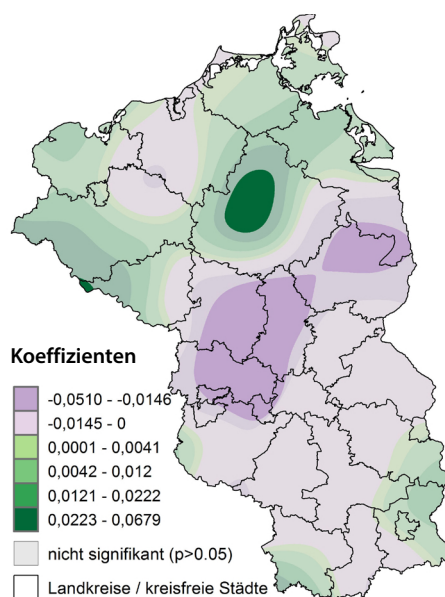 Koeffizienten
-0,0510 - -0,0146
-0,0145 - 0
0,0001 - 0,0041
0,0042 - 0,012
0,0121 - 0,0222
0,0223 - 0,0679
nicht signifikant (p>0.05)
Landkreise / kreisfreie Städte